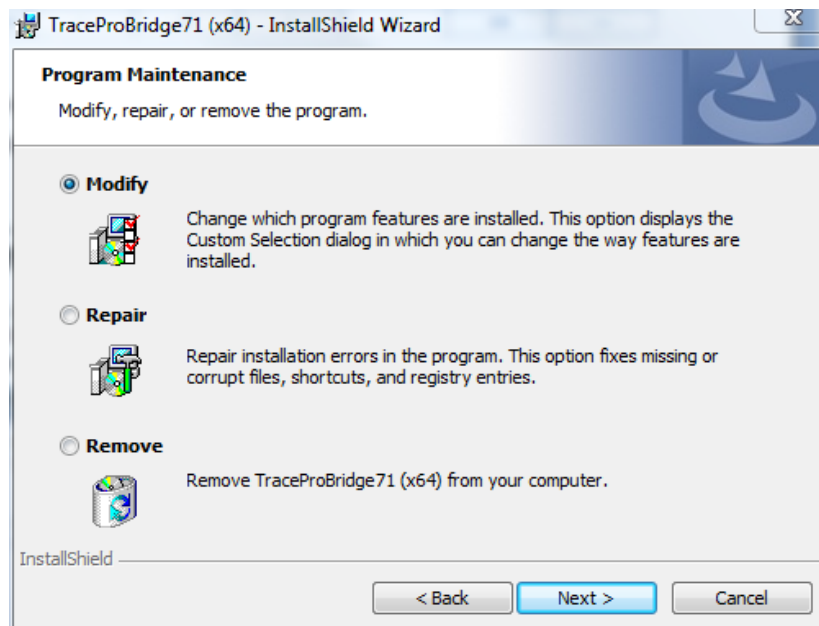 TraceProBridge71 (x64) - InstallShield Wizard
Program Maintenance
Modify, repair, or remove the program.
Modify
Change which program features are installed. This option displays the
Custom Selection dialog in which you can change the way features are
installed.
Repair
Repair installation errors in the program. This option fixes missing or
corrupt files, shortcuts, and registry entries.
Remove
Remove TraceProBridge71 (x64) from your computer.
InstallShield
< Back
Next >
Cancel